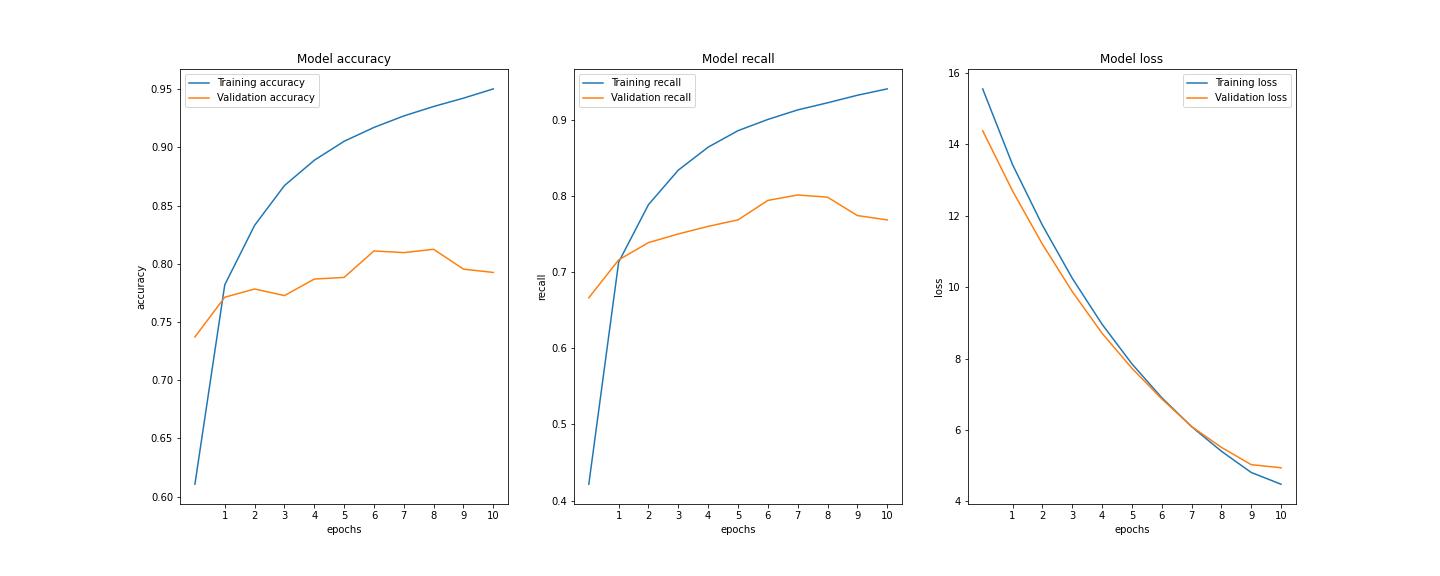 Model accuracy
Training accuracy
Validation accuracy
0.95
0.90
0.85
0.80
0.75
0.70
0.65
0.60
accuracy
1 2 3 4 5 6 7 8 9 10
epochs
Model recall
Training recall
Validation recall
0.9
0.8
0.7
0.6
0.5
0.4
recall
1 2 3 4 5 6 7 8 9 10
epochs
Model loss
Training loss
Validation loss
16
14
12
10
8
6
4
loss
1 2 3 4 5 6 7 8 9 10
epochs